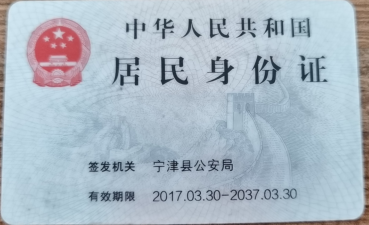 中华人民共和国
居民身份证
签发机关 宁津县公安局
有效期限 2017.03.30-2037.03.30